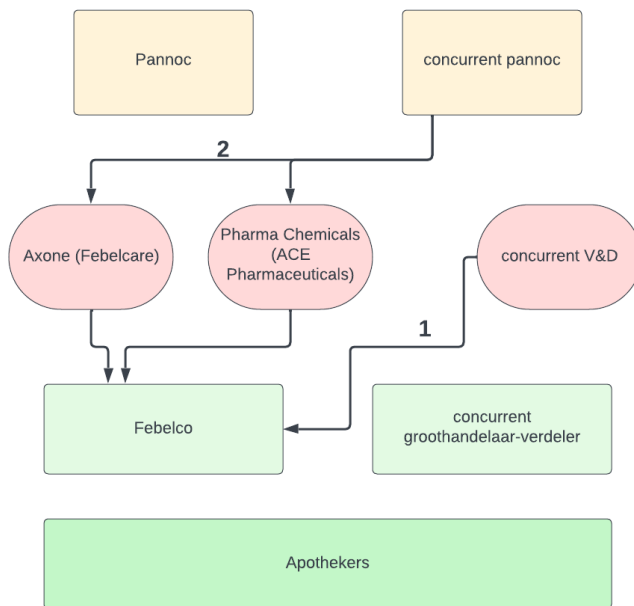 Pannoc
concurrent pannoc
2
Axone (Febelcare)
Pharma Chemicals
(ACE
Pharmaceuticals)
concurrent V&D
1
Febelco
concurrent
groothandelaar-verdeler
Apothekers